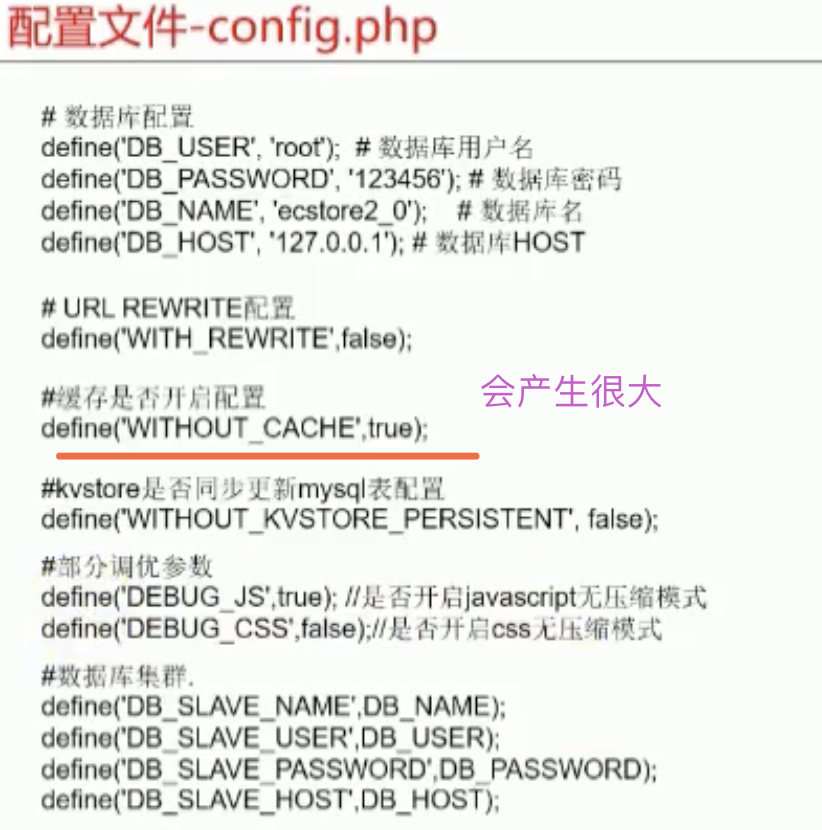 配置文件-config.php
# 数据库配置
define('DB_USER', 'root'); # 数据库用户名
define('DB_PASSWORD', '123456'); # 数据库密码
define('DB_NAME', 'ecstore2_0'); # 数据库名
define('DB_HOST', '127.0.0.1'); # 数据库HOST
# URL REWRITE配置
define('WITH_REWRITE',false);
#缓存是否开启配置
会产生很大
define('WITHOUT_CACHE',true);
#kvstore是否同步更新mysql表配置
define('WITHOUT_KVSTORE_PERSISTENT', false);
#部分调优参数
define('DEBUG_JS',true); //是否开启javascript无压缩模式
define('DEBUG_CSS',false);//是否开启css无压缩模式
#数据库集群.
define('DB_SLAVE_NAME',DB_NAME);
define('DB_SLAVE_USER',DB_USER);
define('DB_SLAVE_PASSWORD',DB_PASSWORD);
define('DB_SLAVE_HOST',DB_HOST);